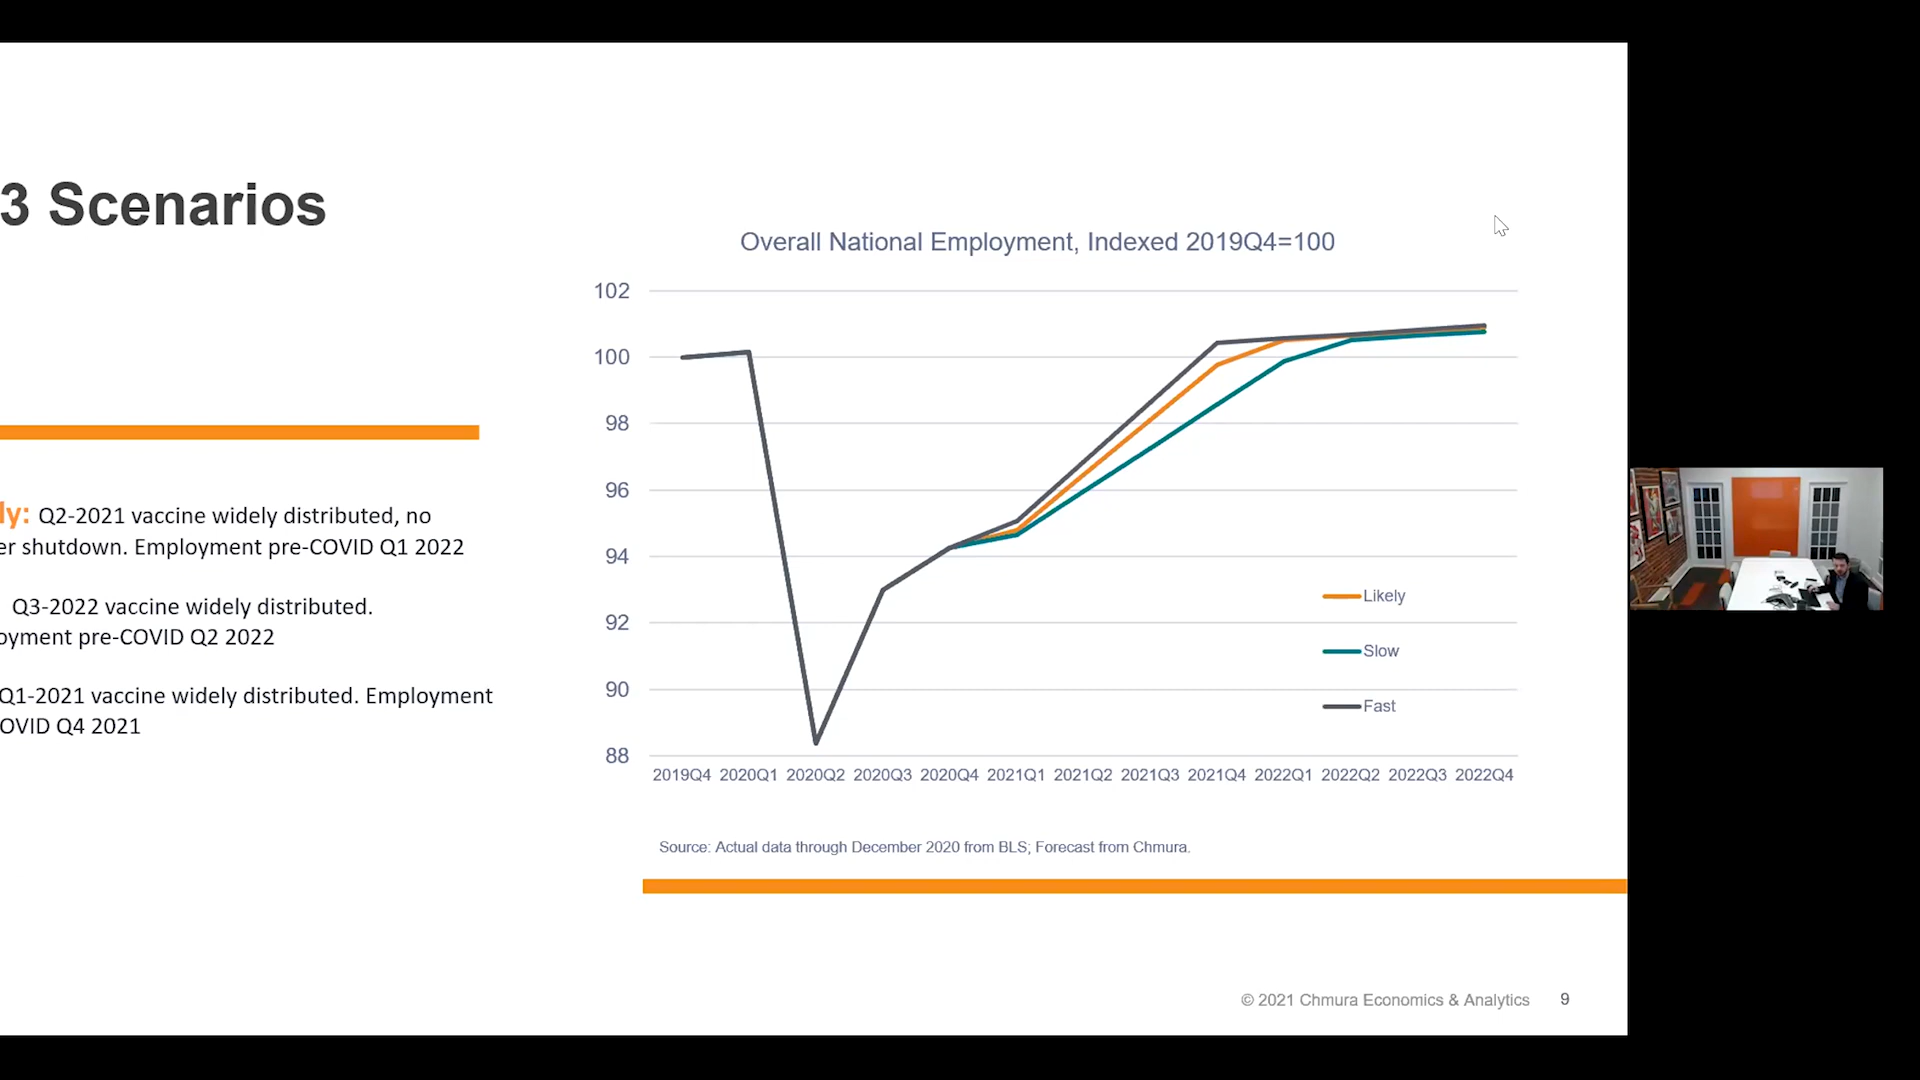 3 Scenarios
ly: Q2-2021 vaccine widely distributed, no
er shutdown. Employment pre-COVID Q1 2022
Q3-2022 vaccine widely distributed.
oyment pre-COVID Q2 2022
Q1-2021 vaccine widely distributed. Employment
OVID Q4 2021
Overall National Employment, Indexed 2019Q4=100
102
100
98
96
94
92
90
88
Likely
Slow
Fast
2019Q4 2020Q1 2020Q2 2020Q3 2020Q4 2021Q1 2021Q2 2021Q3 2021Q4 2022Q1 2022Q2 2022Q3 2022Q4
Source: Actual data through December 2020 from BLS; Forecast from Chmura.
© 2021 Chmura Economics & Analytics 9